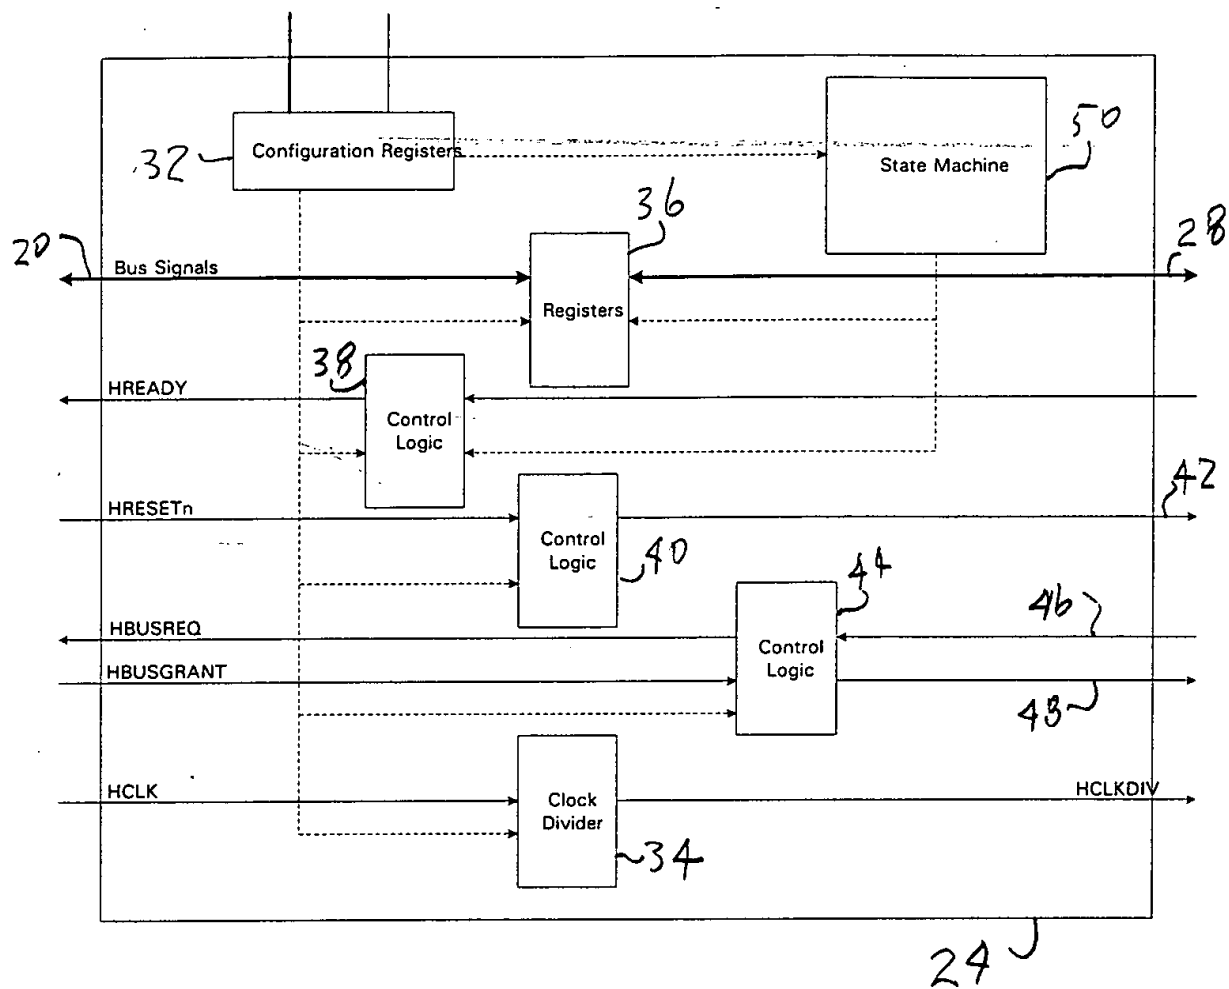 50
32
Configuration Registers
State Machine
36
20
28
Bus Signals
Registers
38
HREADY
Control
Logic
42
HRESETn
Control
Logic
40
44
46
HBUSREQ
Control
Logic
HBUSGRANT
48
HCLK
HCLKDIV
Clock
Divider
34
24